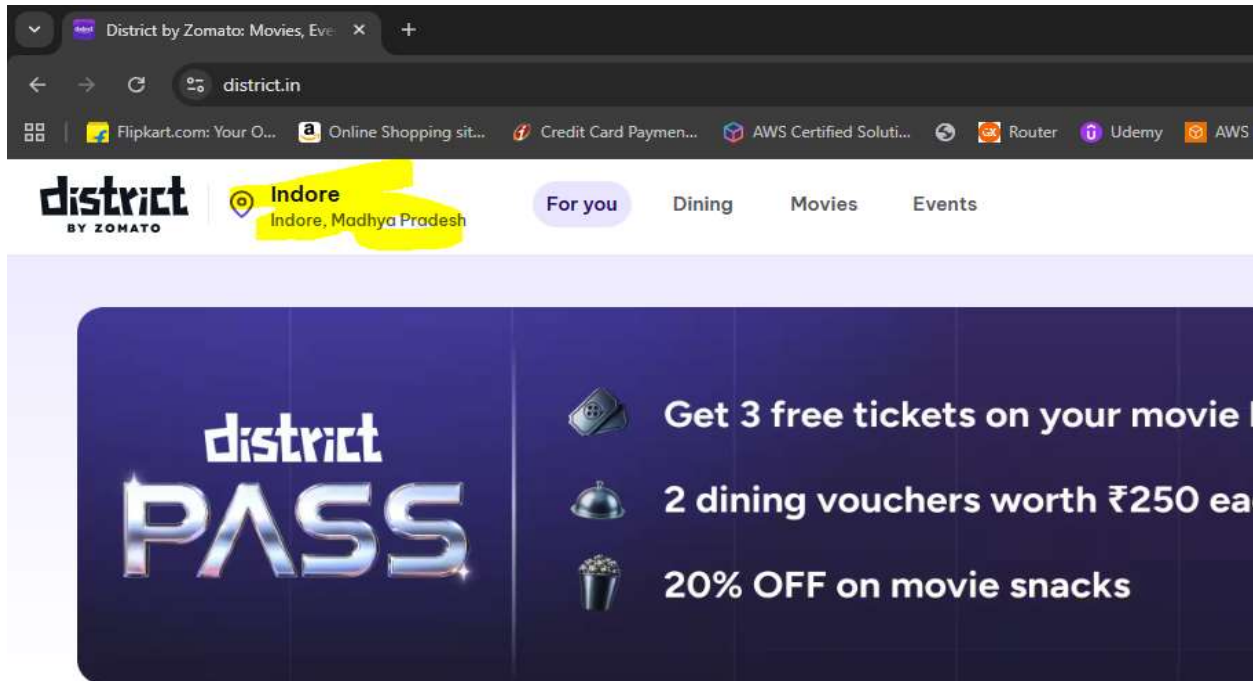 District by Zomato: Movies, Eve
district.in
Flipkart.com: Your O... Online Shopping sit... Credit Card Paymen... AWS Certified Soluti... Router Udemy AWS
district
BY ZOMATO
Indore
Indore, Madhya Pradesh
For you Dining Movies Events
district
PASS
Get 3 free tickets on your movie
2 dining vouchers worth ₹250 ea
20% OFF on movie snacks